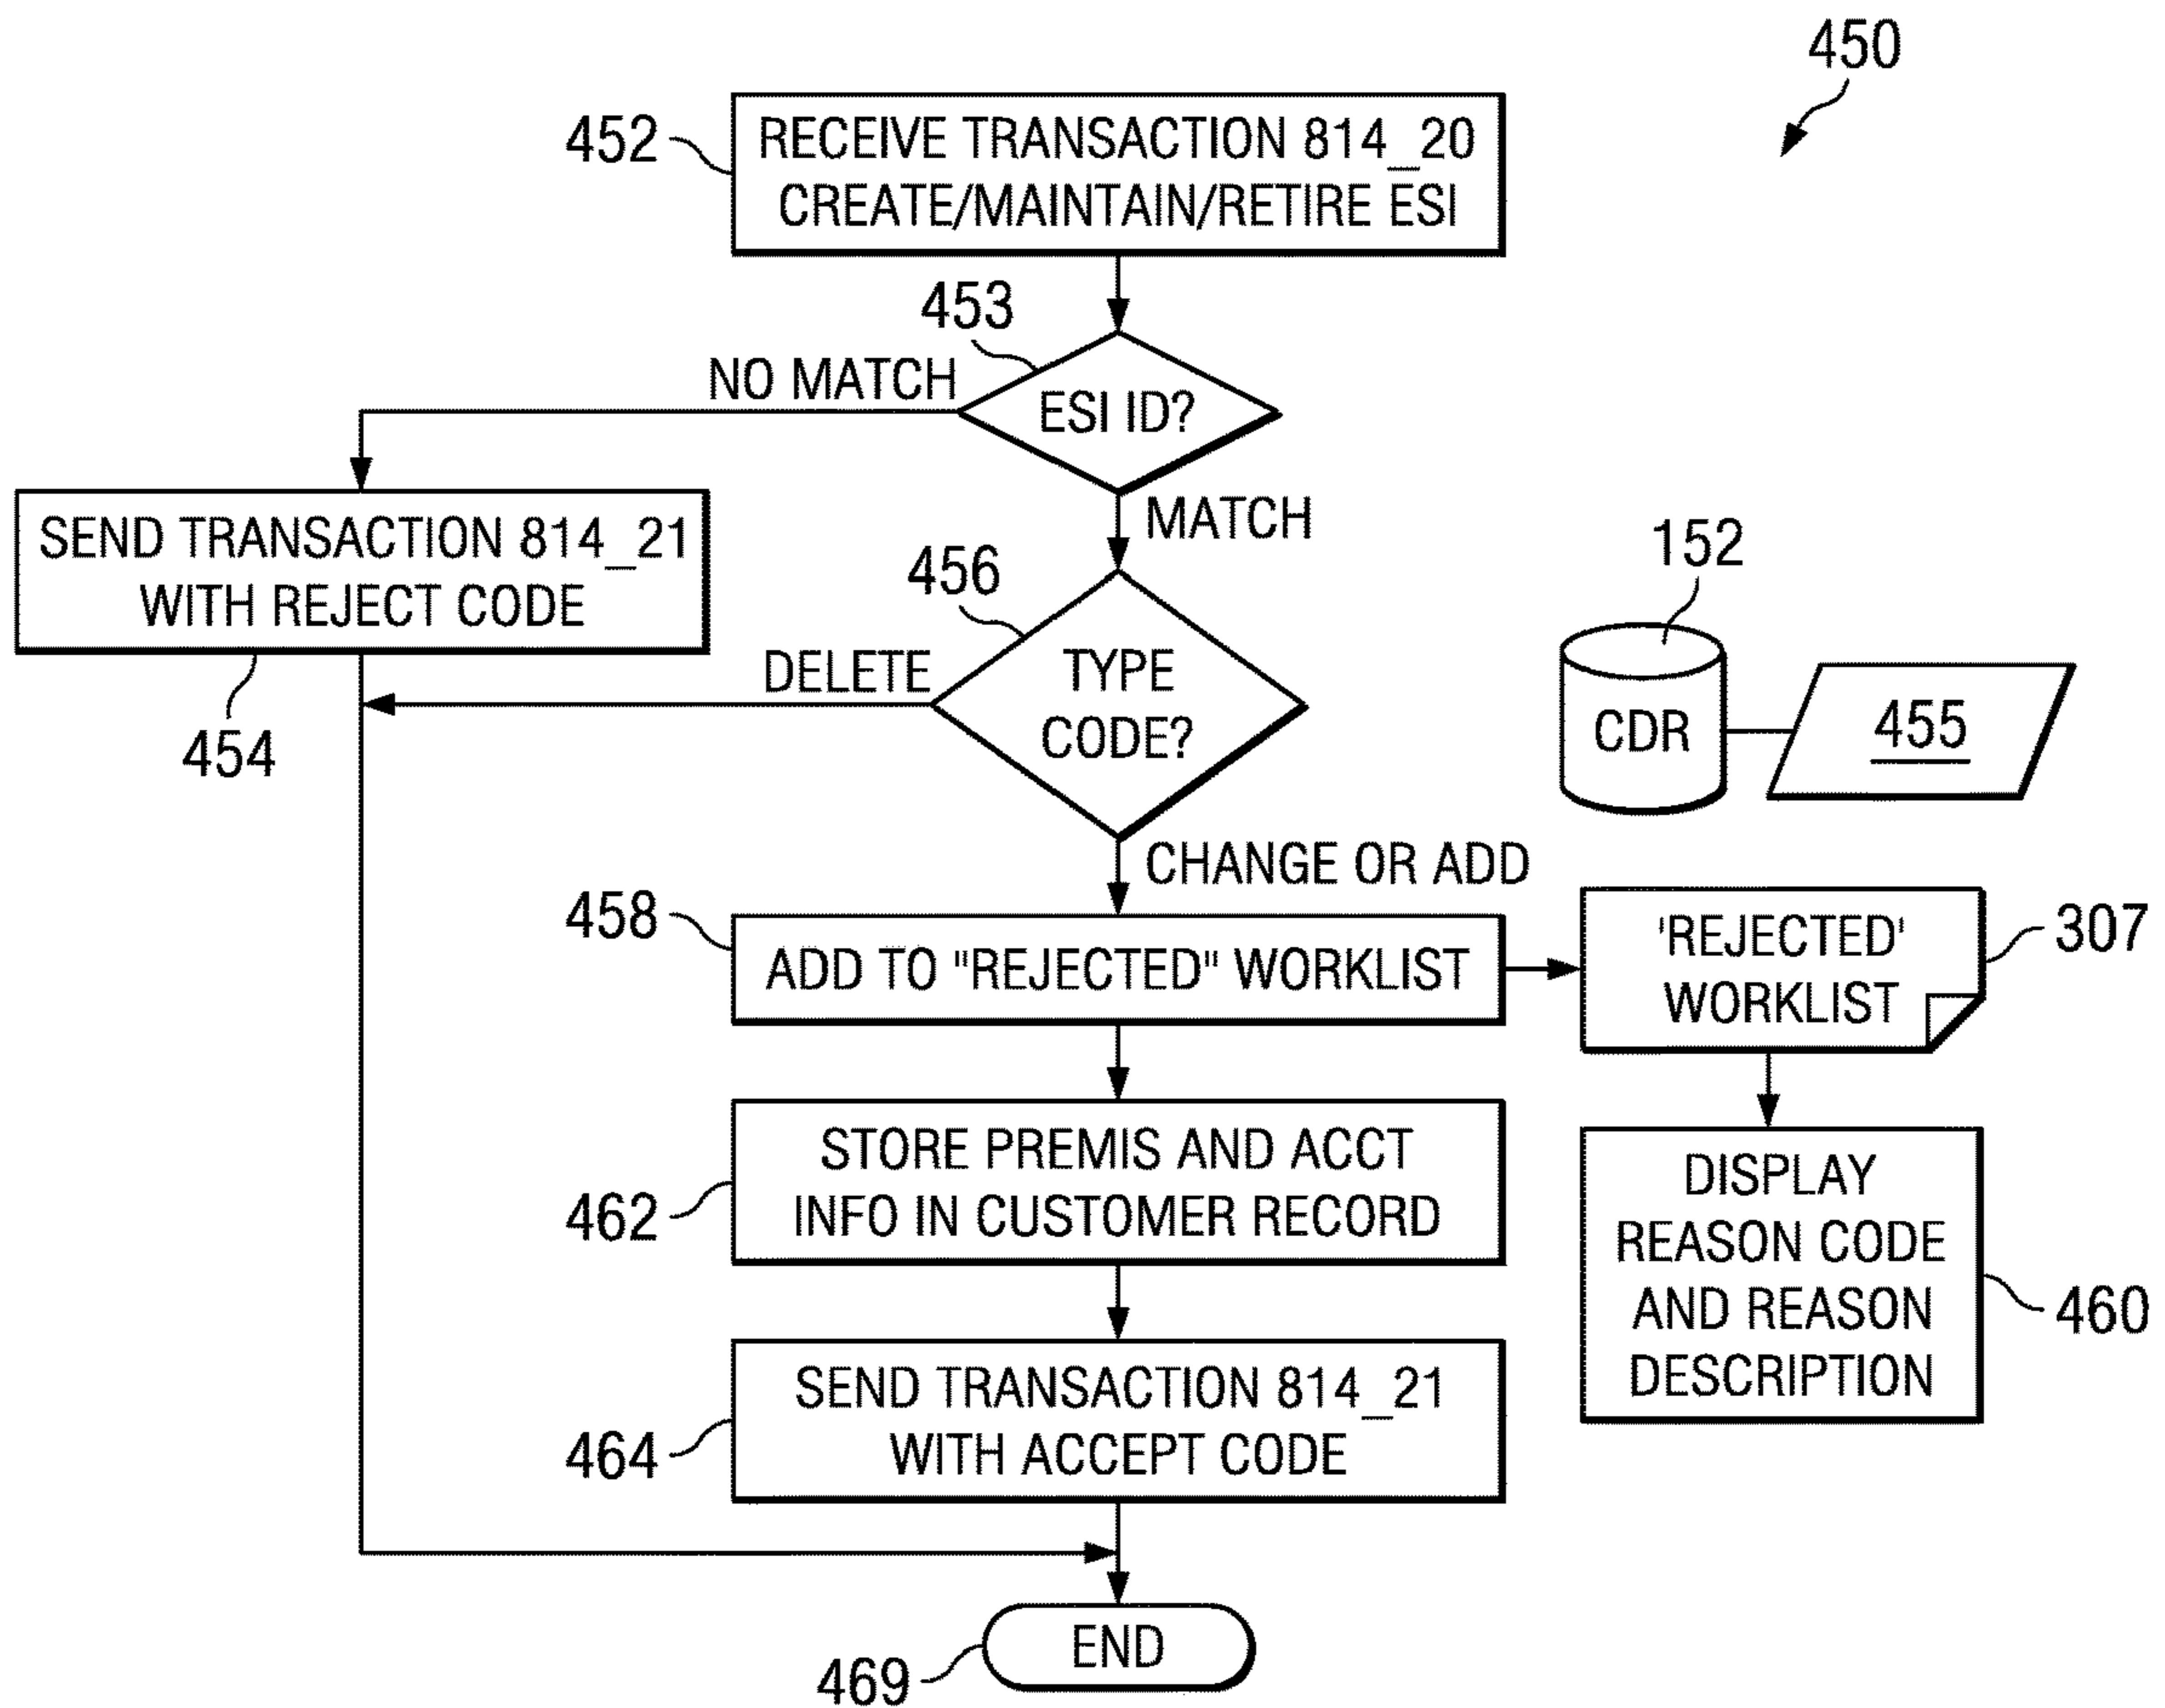 450
452
RECEIVE TRANSACTION 814_20
CREATE/MAINTAIN/RETIRE ESI
453
NO MATCH
ESI ID?
MATCH
SEND TRANSACTION 814_21
WITH REJECT CODE
454
456
DELETE
TYPE
CODE?
152
CDR
455
CHANGE OR ADD
458
ADD TO "REJECTED" WORKLIST
'REJECTED'
WORKLIST
307
462
STORE PREMIS AND ACCT
INFO IN CUSTOMER RECORD
DISPLAY
REASON CODE
AND REASON
DESCRIPTION
460
464
SEND TRANSACTION 814_21
WITH ACCEPT CODE
END
469